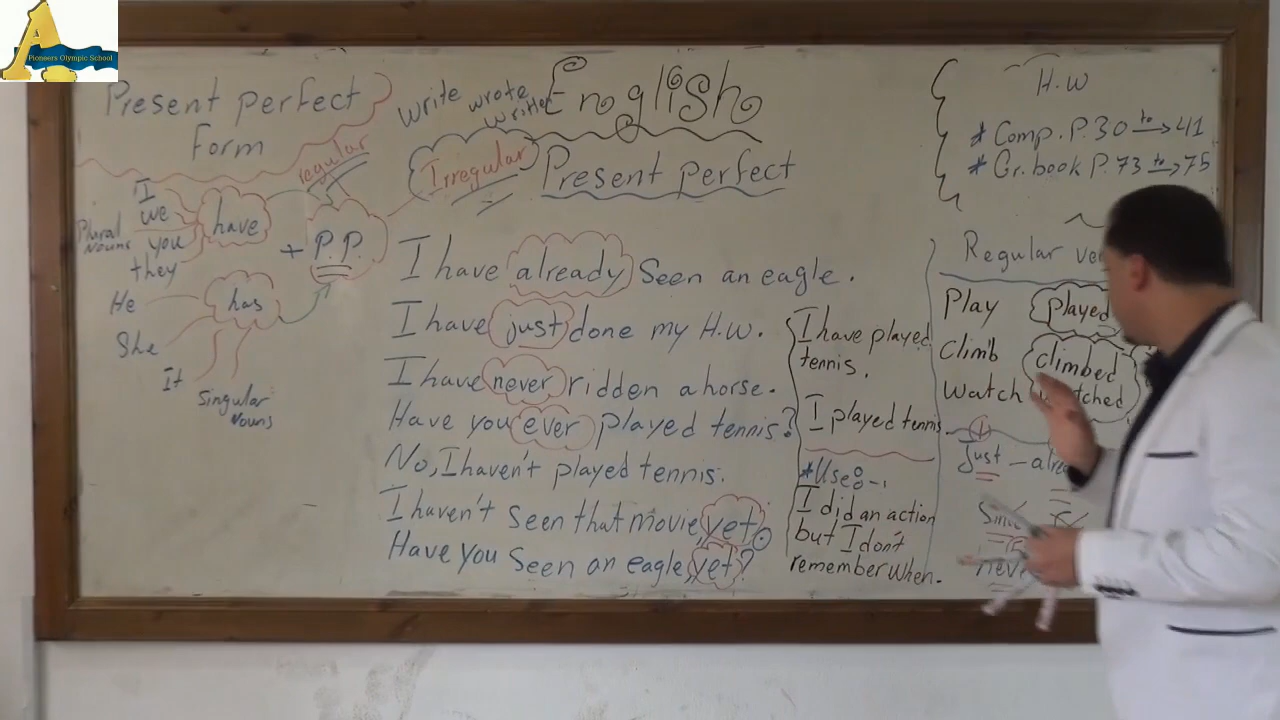 Pioneers Olympic School
Present perfect
Form
I
we
Plural
nouns
you
they
have
He
She
It
Singular
nouns
has
+ P.P.
regular
Irregular
write wrote
written
English
Present perfect
I have already seen an eagle.
I have just done my H.W.
I have never ridden a horse.
Have you ever played tennis?
No, I haven't played tennis.
I haven't seen that movie yet.
Have you seen an eagle yet?
I have played
tennis.
I played tennis
*Use:-
I did an action
but I don't
remember when.
H.W
* Comp. P. 30 to → 41
* Gr. book P. 73 to → 75
Regular
Play played
Climb climbed
Watch
Just -